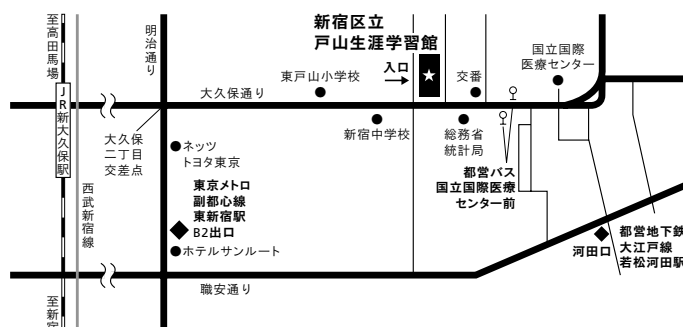 至高田馬場
明治通り
新宿区立
戸山生涯学習館
入口
交番
国立国際
医療センター
東戸山小学校
大久保通り
JR新大久保駅
大久保
二丁目
交差点
新宿中学校
総務省
統計局
ネッツ
トヨタ東京
都営バス
国立国際医療
センター前
西武新宿線
東京メトロ
副都心線
東新宿駅
B2出口
ホテルサンルート
河田口
都営地下鉄
大江戸線
若松河田駅
職安通り
至新宿